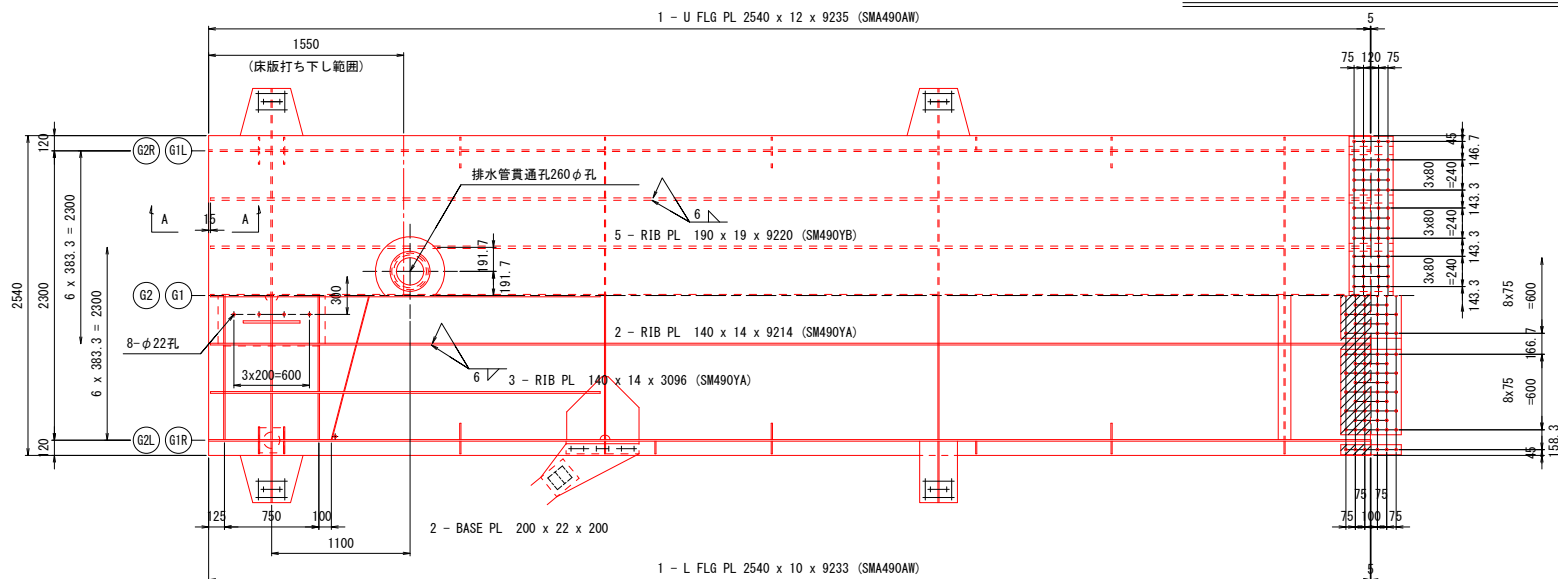 1 - U FLG PL 2540 x 12 x 9235 (SMA490AW)
5
1550
(床版打ち下し範囲)
75
120
75
120
G2R
G1L
45
146.7
排水管貫通孔260φ孔
3x80
=240
143.3
A
15
A
6
5 - RIB PL 190 x 19 x 9220 (SM490YB)
3x80
=240
143.3
191.7
191.7
3x80
=240
143.3
6 x 383.3 = 2300
6 x 383.3 = 2300
2540
2300
G2
G1
300
8x75
=600
8-φ22孔
2 - RIB PL 140 x 14 x 9214 (SM490YA)
166.7
3x200=600
6
3 - RIB PL 140 x 14 x 3096 (SM490YA)
8x75
=600
G2L
G1R
120
158.3
45
75
75
125
750
100
75
100
75
2 - BASE PL 200 x 22 x 200
1100
1 - L FLG PL 2540 x 10 x 9233 (SMA490AW)
5